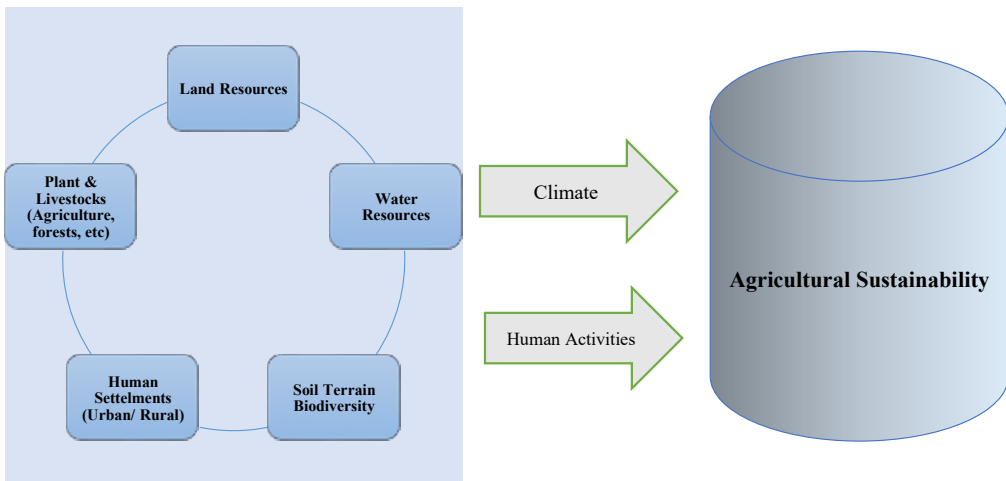 Land Resources
Plant &
Livestocks
(Agriculture,
forests, etc)
Water
Resources
Human
Settelments
(Urban/ Rural)
Soil Terrain
Biodiversity
Climate
Human Activities
Agricultural Sustainability